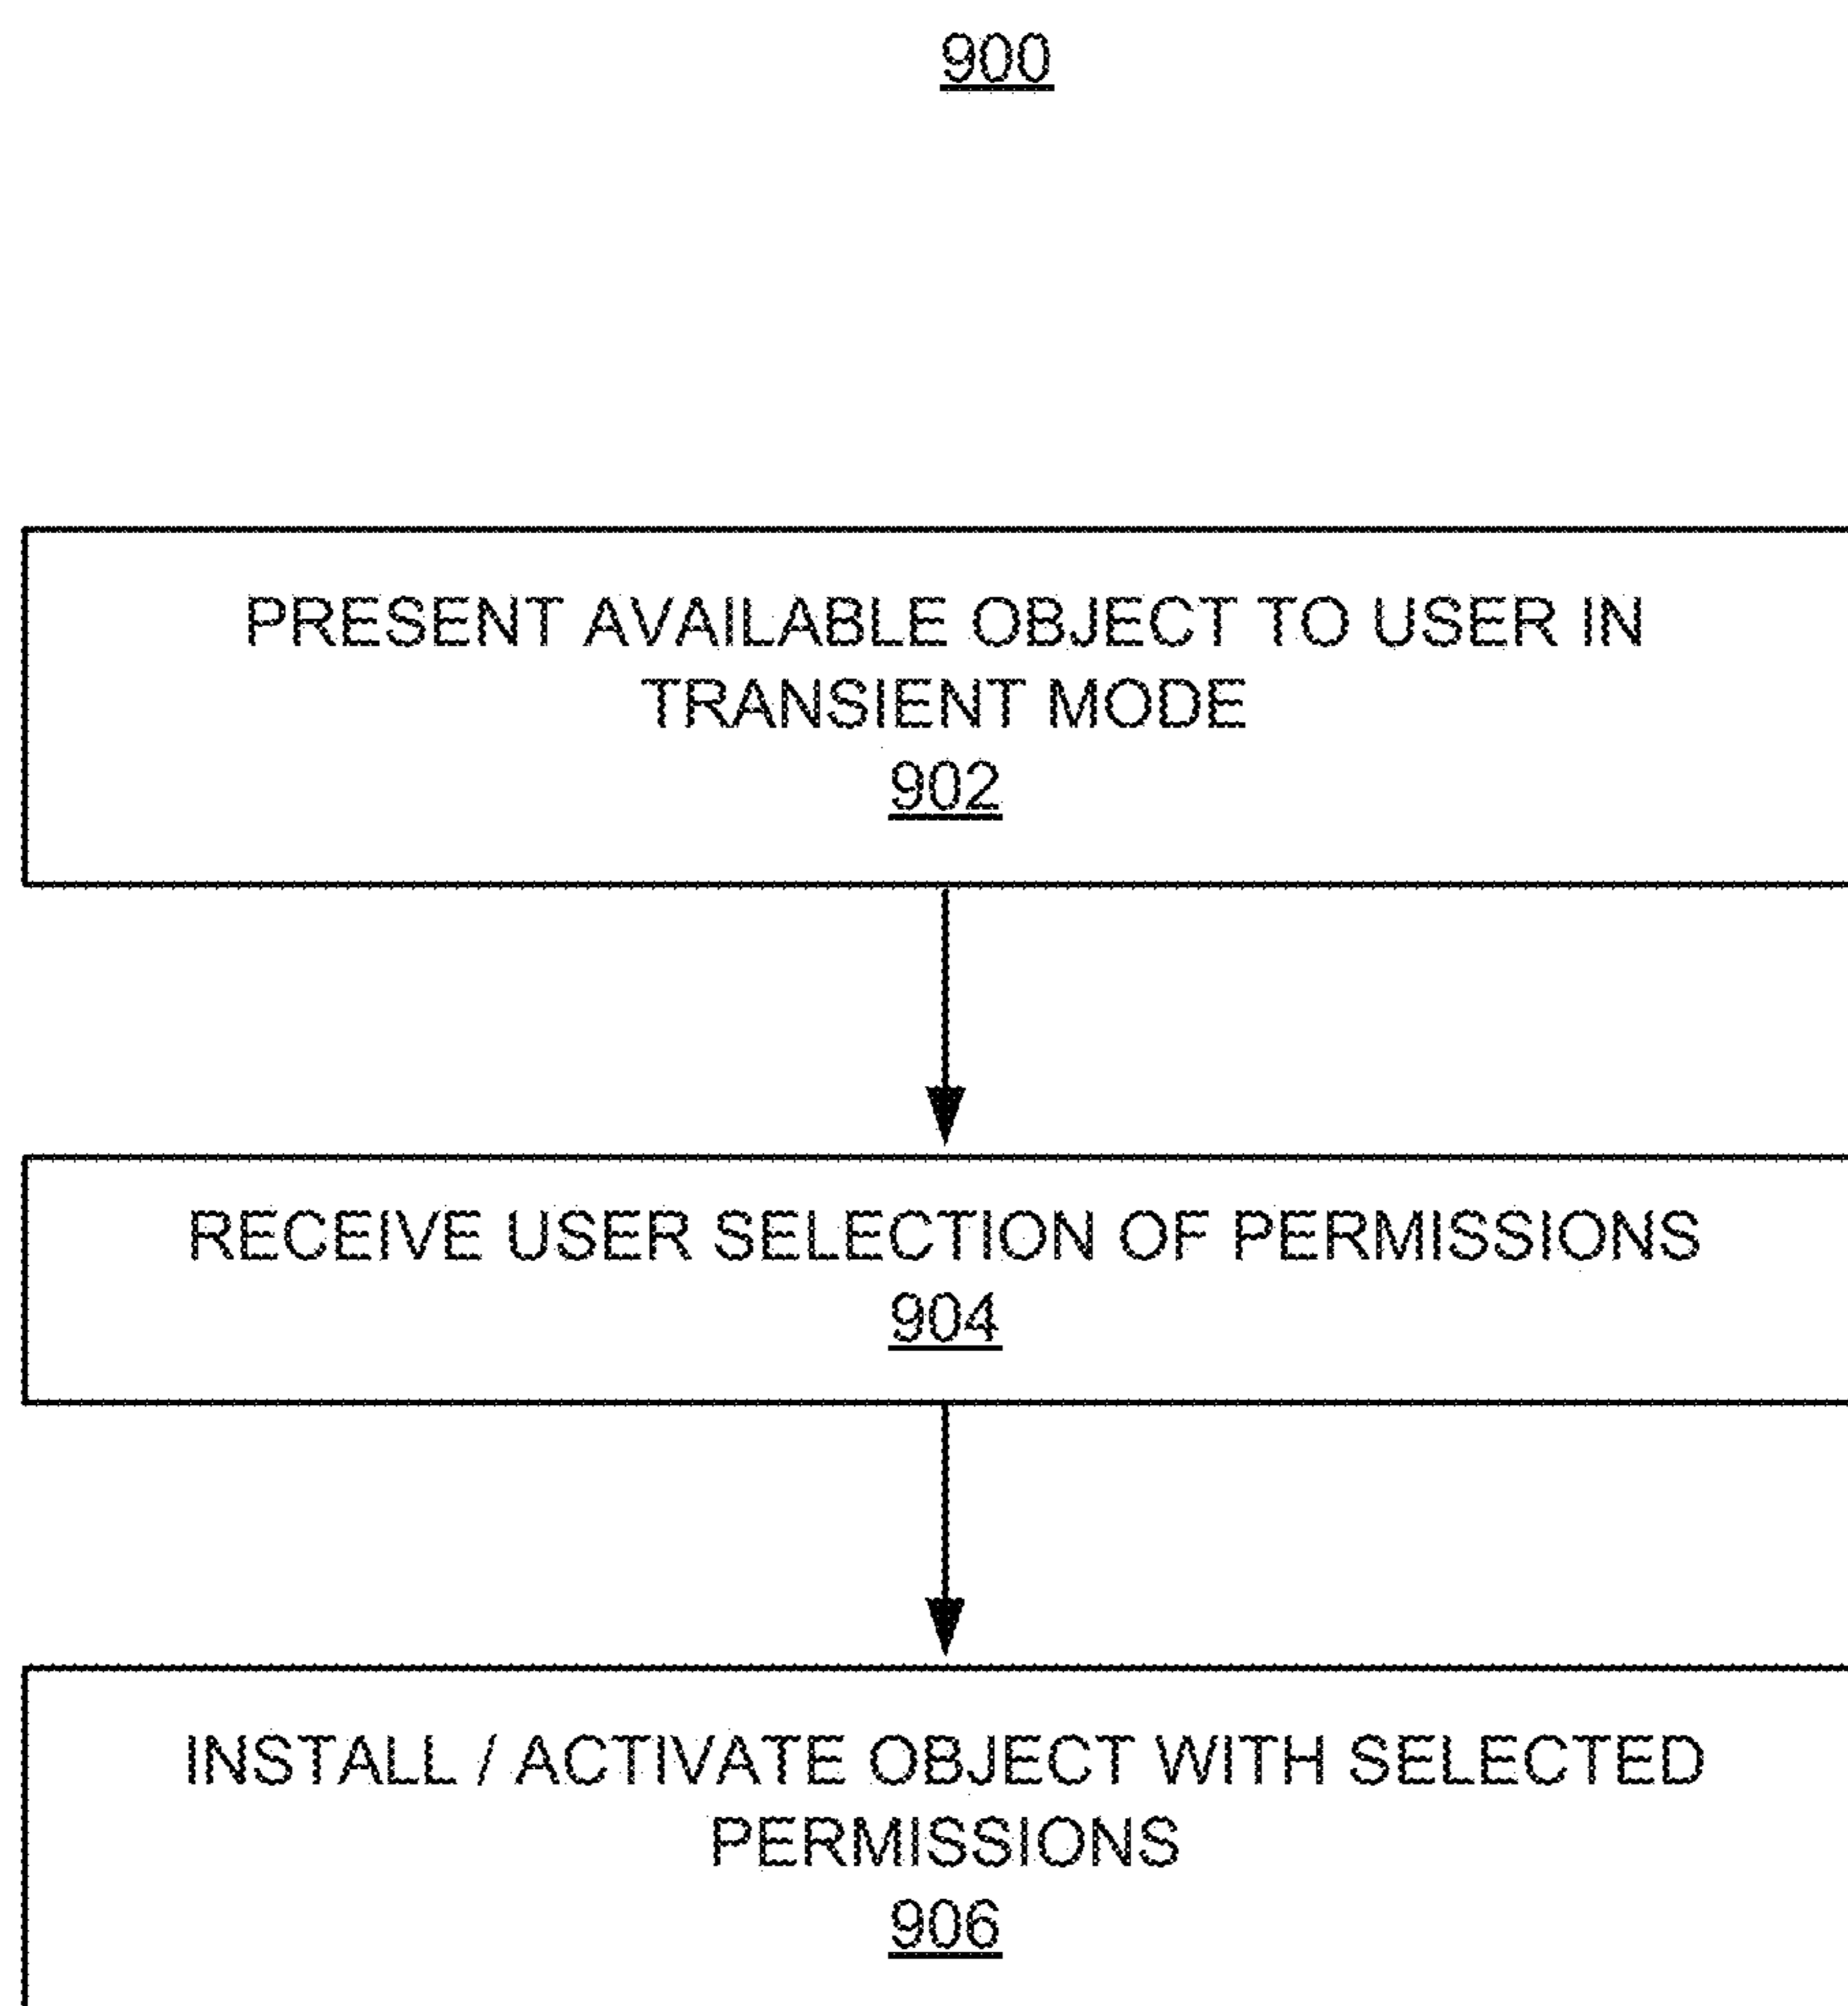 900
PRESENT AVAILABLE OBJECT TO USER IN
TRANSIENT MODE
902
RECEIVE USER SELECTION OF PERMISSIONS
904
INSTALL / ACTIVATE OBJECT WITH SELECTED
PERMISSIONS
906